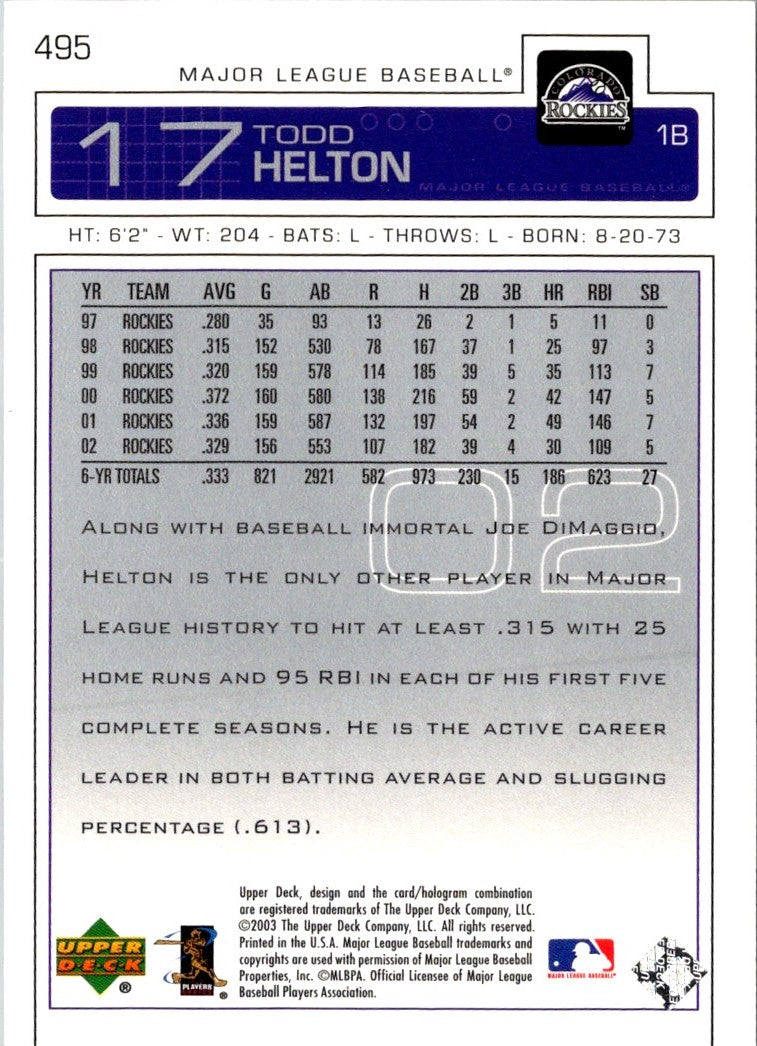 495
MAJOR LEAGUE BASEBALL®
COLORADO
ROCKIES
TM
17 TODD
HELTON
1B
MAJOR LEAGUE BASEBALL®
HT: 6'2" - WT: 204 - BATS: L - THROWS: L - BORN: 8-20-73
YR TEAM AVG G AB R H 2B 3B HR RBI SB
97 ROCKIES .280 35 93 13 26 2 1 5 11 0
98 ROCKIES .315 152 530 78 167 37 1 25 97 3
99 ROCKIES .320 159 578 114 185 39 5 35 113 7
00 ROCKIES .372 160 580 138 216 59 2 42 147 5
01 ROCKIES .336 159 587 132 197 54 2 49 146 7
02 ROCKIES .329 156 553 107 182 39 4 30 109 5
6-YR TOTALS .333 821 2921 582 973 230 15 186 623 27
02
ALONG WITH BASEBALL IMMORTAL JOE DIMAGGIO,
HELTON IS THE ONLY OTHER PLAYER IN MAJOR
LEAGUE HISTORY TO HIT AT LEAST .315 WITH 25
HOME RUNS AND 95 RBI IN EACH OF HIS FIRST FIVE
COMPLETE SEASONS. HE IS THE ACTIVE CAREER
LEADER IN BOTH BATTING AVERAGE AND SLUGGING
PERCENTAGE (.613).
Upper Deck, design and the card/hologram combination
are registered trademarks of The Upper Deck Company, LLC.
©2003 The Upper Deck Company, LLC. All rights reserved.
Printed in the U.S.A. Major League Baseball trademarks and
copyrights are used with permission of Major League Baseball
Properties, Inc. ©MLBPA. Official Licensee of Major League
Baseball Players Association.
UPPER
DECK
®
PLAYERS
®
MAJOR LEAGUE BASEBALL®